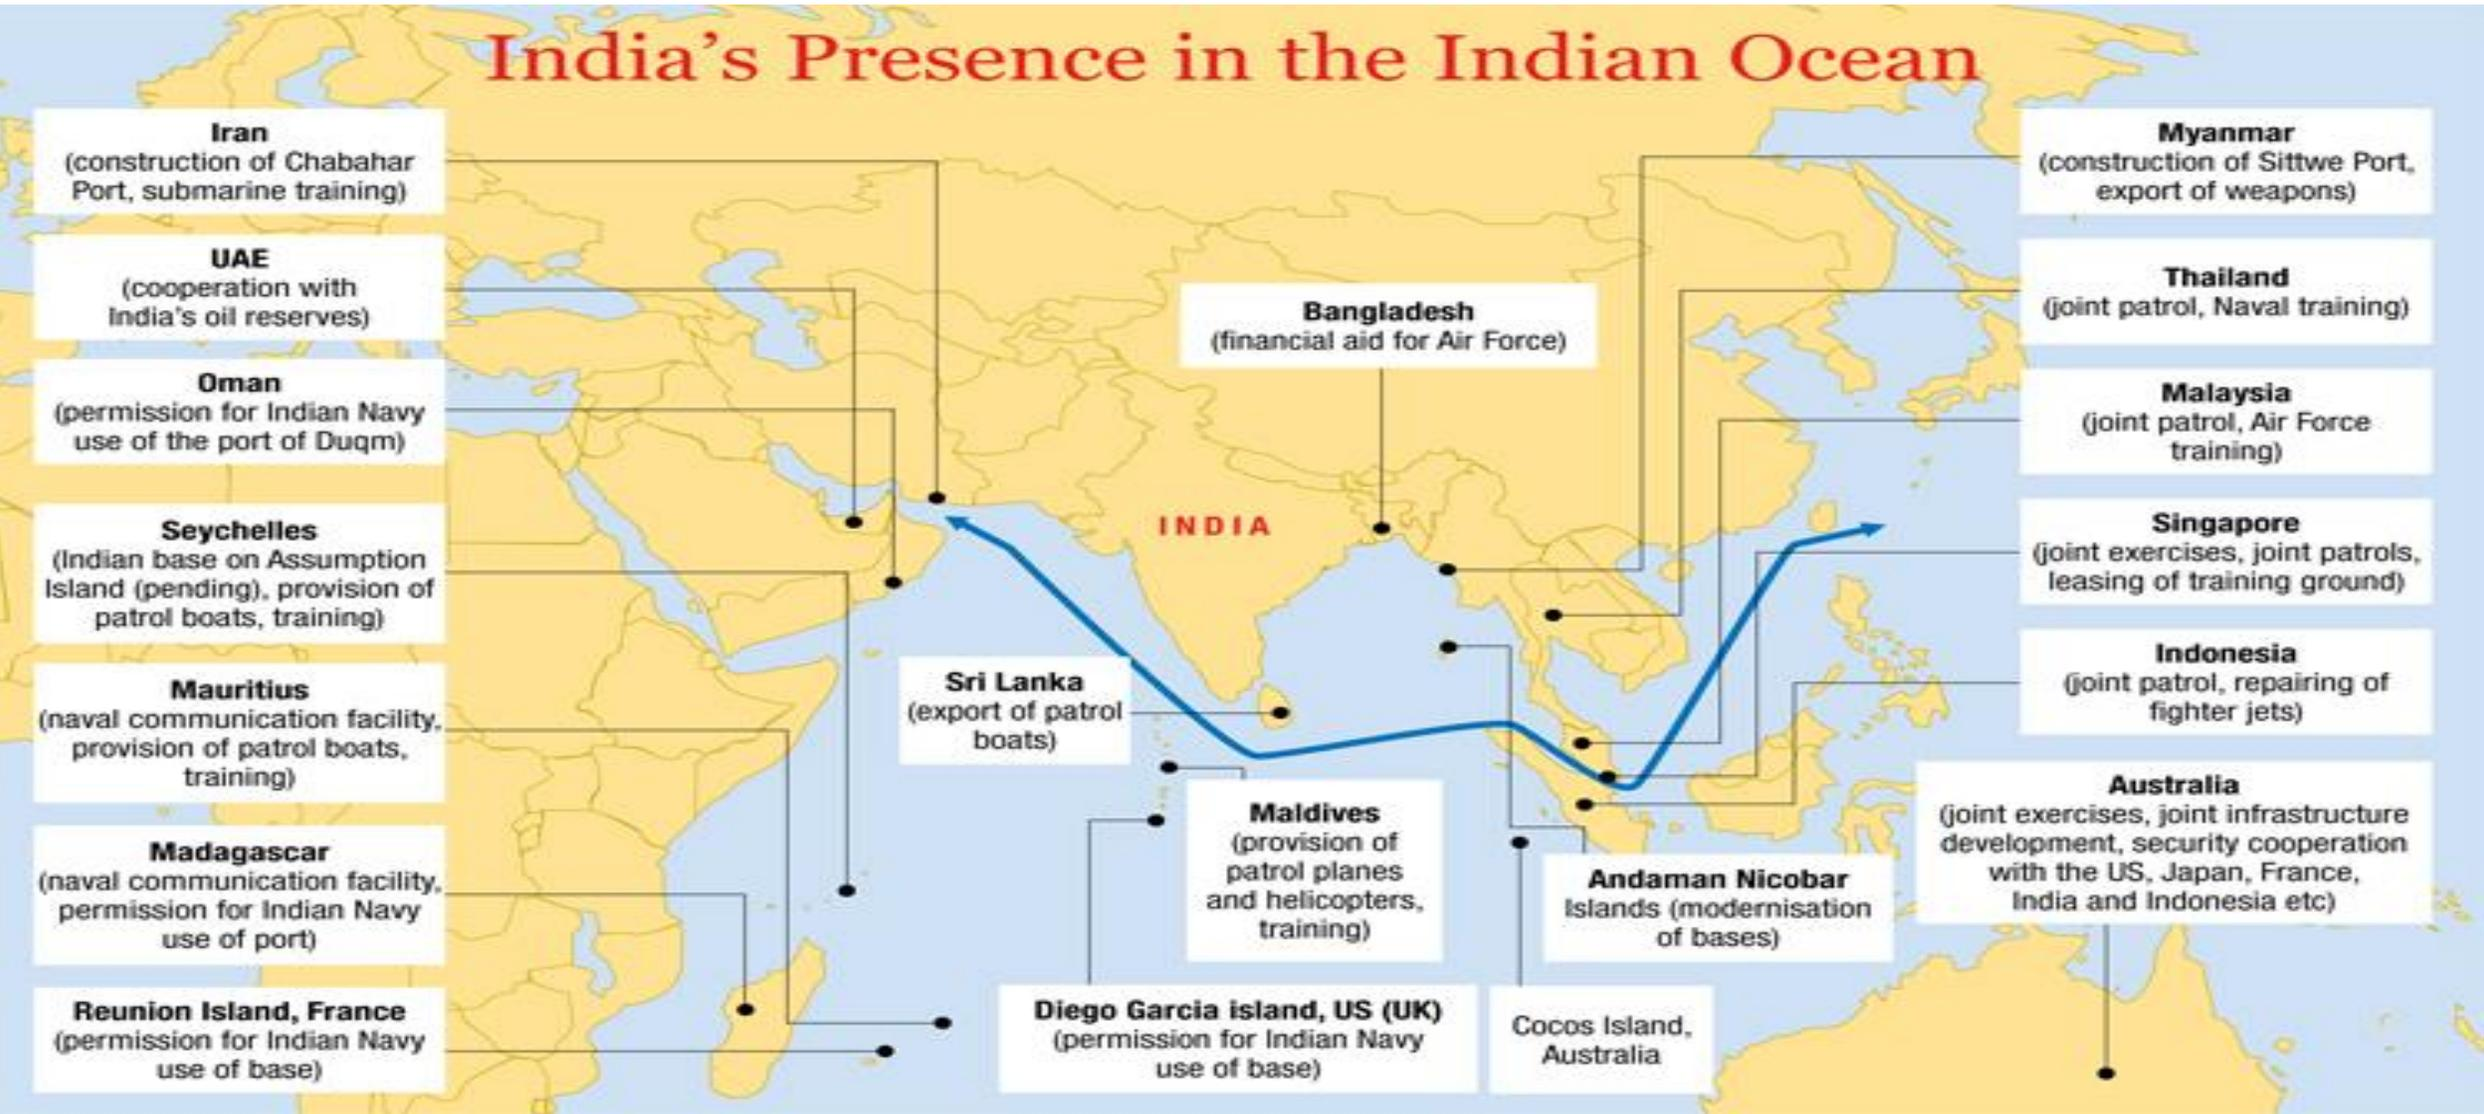 India's Presence in the Indian Ocean
Iran
(construction of Chabahar
Port, submarine training)
UAE
(cooperation with
India's oil reserves)
Oman
(permission for Indian Navy
use of the port of Duqm)
Seychelles
(Indian base on Assumption
Island (pending), provision of
patrol boats, training)
Mauritius
(naval communication facility,
provision of patrol boats,
training)
Madagascar
(naval communication facility,
permission for Indian Navy
use of port)
Reunion Island, France
(permission for Indian Navy
use of base)
Bangladesh
(financial aid for Air Force)
INDIA
Sri Lanka
(export of patrol
boats)
Maldives
(provision of
patrol planes
and helicopters,
training)
Diego Garcia island, US (UK)
(permission for Indian Navy
use of base)
Cocos Island,
Australia
Andaman Nicobar
Islands (modernisation
of bases)
Myanmar
(construction of Sittwe Port,
export of weapons)
Thailand
(joint patrol, Naval training)
Malaysia
(joint patrol, Air Force
training)
Singapore
(joint exercises, joint patrols,
leasing of training ground)
Indonesia
(joint patrol, repairing of
fighter jets)
Australia
(joint exercises, joint infrastructure
development, security cooperation
with the US, Japan, France,
India and Indonesia etc)